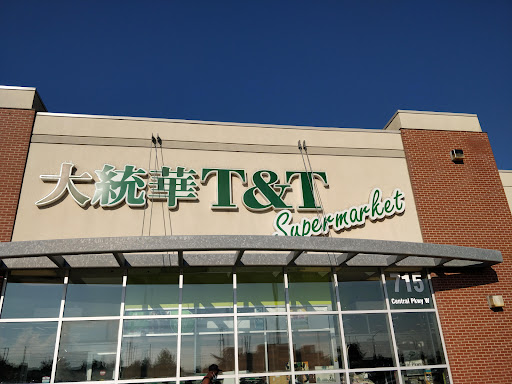 大統華 T&T
Supermarket
715
Central Pkwy W